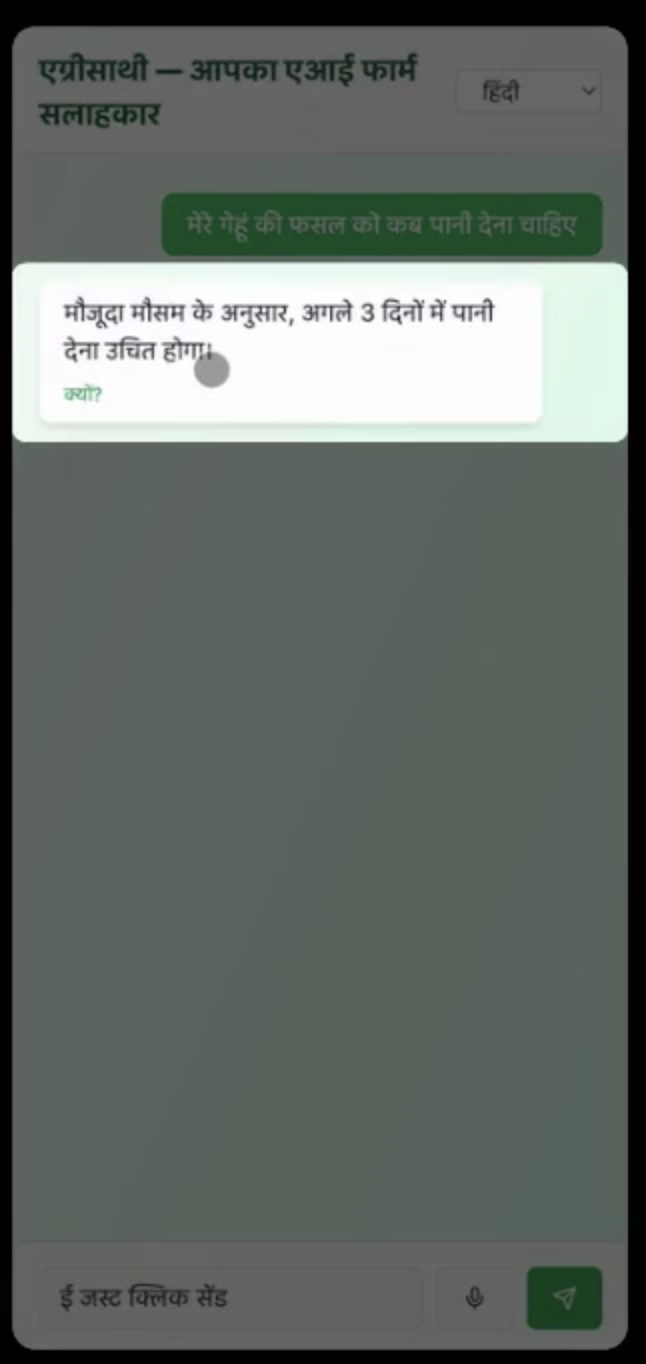 एग्रीसाथी — आपका एआई फार्म
सलाहकार
हिंदी
मेरे गेहूं की फसल को कब पानी देना चाहिए
मौजूदा मौसम के अनुसार, अगले 3 दिनों में पानी
देना उचित होगा।
क्यों?
ई जस्ट क्लिक सेंड